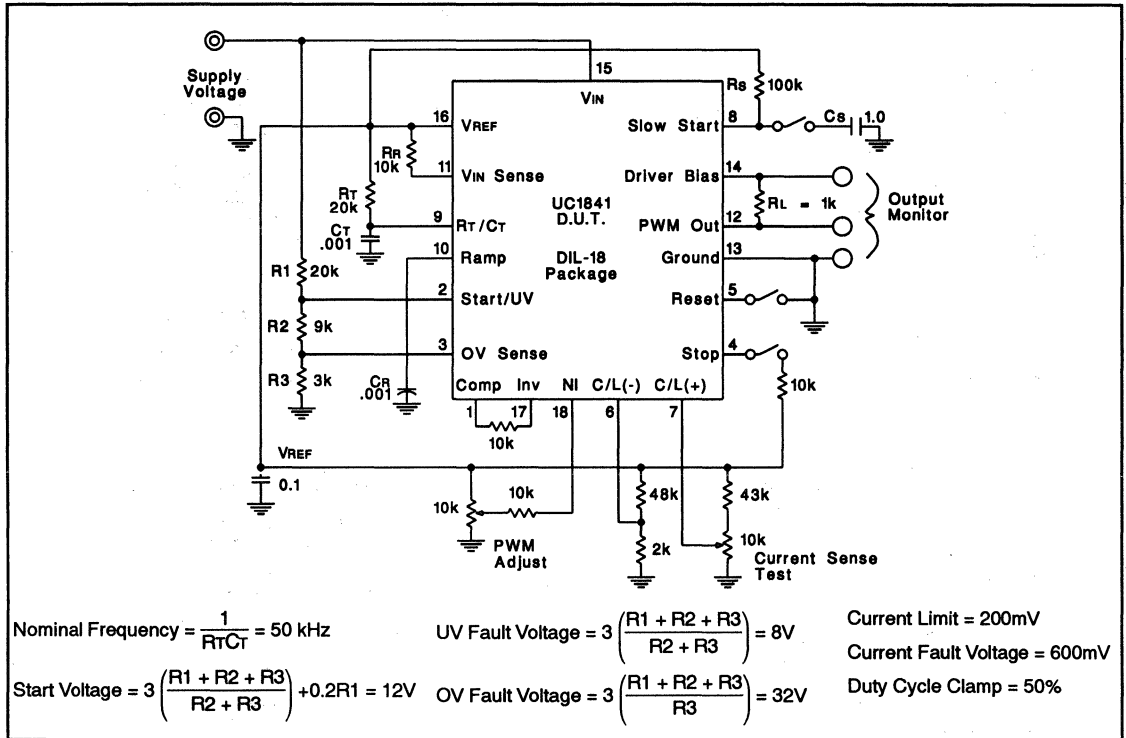 Supply
Voltage
15
VIN
RS
100k
16
VREF
Slow Start
8
CS
1.0
RR
10k
11
VIN Sense
Driver Bias
14
RT
20k
RL = 1k
Output
Monitor
UC1841
D.U.T.
9
RT/CT
PWM Out
12
CT
.001
10
Ramp
DIL-18
Package
Ground
13
R1
20k
2
Start/UV
Reset
5
R2
9k
3
OV Sense
Stop
4
R3
3k
CR
.001
10k
Comp
Inv
NI
C/L(-)
C/L(+)
1
17
18
6
7
10k
VREF
0.1
10k
10k
48k
43k
PWM
Adjust
2k
10k
Current Sense
Test
Nominal Frequency = 1 / RTCT = 50 kHz
UV Fault Voltage = 3 ( R1 + R2 + R3 / R2 + R3 ) = 8V
Current Limit = 200mV
Current Fault Voltage = 600mV
Start Voltage = 3 ( R1 + R2 + R3 / R2 + R3 ) +0.2R1 = 12V
OV Fault Voltage = 3 ( R1 + R2 + R3 / R3 ) = 32V
Duty Cycle Clamp = 50%